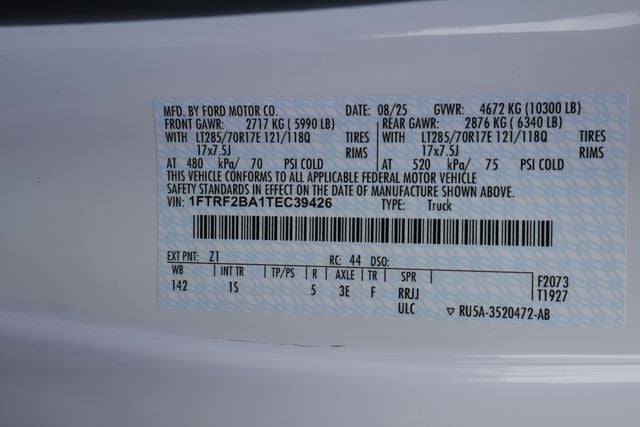 MFD. BY FORD MOTOR CO. DATE: 08/25 GVWR: 4672 KG (10300 LB)
FRONT GAWR: 2717 KG ( 5990 LB) REAR GAWR: 2876 KG ( 6340 LB)
WITH LT285/70R17E 121/118Q TIRES WITH LT285/70R17E 121/118Q TIRES
17x7.5J RIMS 17x7.5J RIMS
AT 480 kPa/ 70 PSI COLD AT 520 kPa/ 75 PSI COLD
THIS VEHICLE CONFORMS TO ALL APPLICABLE FEDERAL MOTOR VEHICLE
SAFETY STANDARDS IN EFFECT ON THE DATE OF MANUFACTURE SHOWN ABOVE.
VIN: 1FTRF2BA1TEC39426 TYPE: Truck
EXT PNT: Z1 RC: 44 DSO:
WB INT TR TP/PS R AXLE TR SPR F2073
142 1S 5 3E F RRJJ T1927
ULC ▽ RU5A-3520472-AB